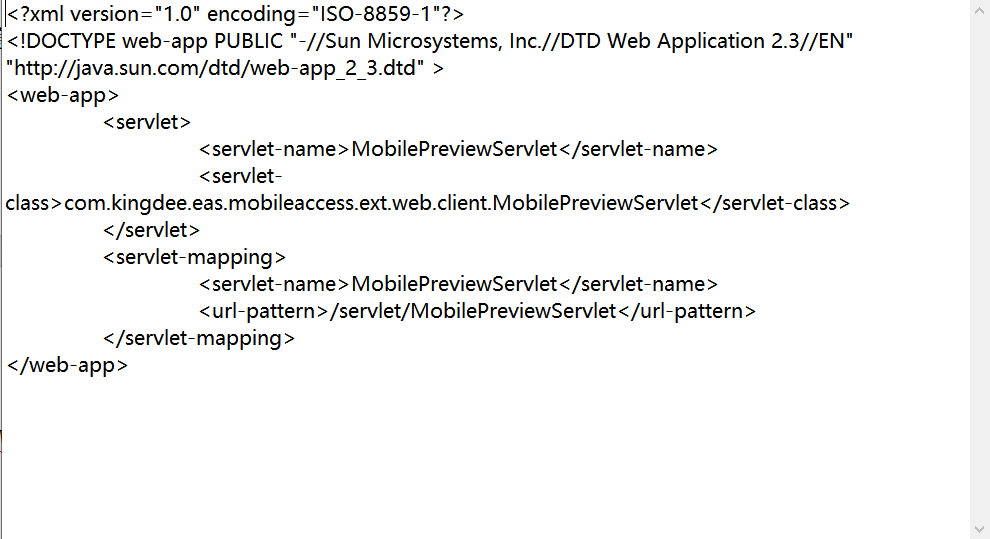 <?xml version="1.0" encoding="ISO-8859-1"?>
<!DOCTYPE web-app PUBLIC "-//Sun Microsystems, Inc.//DTD Web Application 2.3//EN"
"http://java.sun.com/dtd/web-app_2_3.dtd" >
<web-app>
<servlet>
<servlet-name>MobilePreviewServlet</servlet-name>
<servlet-
class>com.kingdee.eas.mobileaccess.ext.web.client.MobilePreviewServlet</servlet-class>
</servlet>
<servlet-mapping>
<servlet-name>MobilePreviewServlet</servlet-name>
<url-pattern>/servlet/MobilePreviewServlet</url-pattern>
</servlet-mapping>
</web-app>